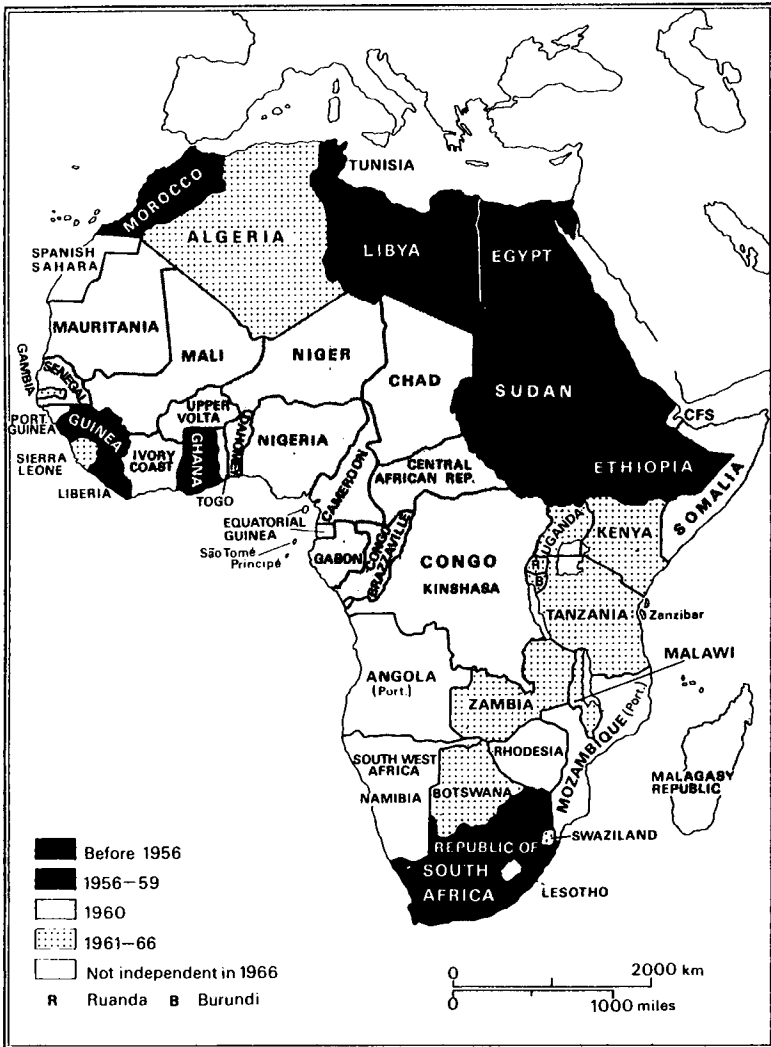 TUNISIA
MOROCCO
ALGERIA
LIBYA
EGYPT
SPANISH
SAHARA
MAURITANIA
MALI
NIGER
CHAD
SUDAN
CFS
GAMBIA
SENEGAL
PORT.
GUINEA
GUINEA
SIERRA
LEONE
LIBERIA
IVORY
COAST
UPPER
VOLTA
GHANA
TOGO
DAHOMEY
NIGERIA
CAMEROON
CENTRAL
AFRICAN REP.
ETHIOPIA
SOMALIA
EQUATORIAL
GUINEA
São Tomé
Principé
GABON
CONGO
BRAZZAVILLE
CONGO
KINSHASA
UGANDA
KENYA
R
B
TANZANIA
Zanzibar
MALAWI
ANGOLA
(Port.)
ZAMBIA
MOZAMBIQUE (Port.)
RHODESIA
SOUTH WEST
AFRICA
NAMIBIA
BOTSWANA
MALAGASY
REPUBLIC
SWAZILAND
REPUBLIC OF
SOUTH
AFRICA
LESOTHO
Before 1956
1956–59
1960
1961–66
Not independent in 1966
R Ruanda B Burundi
0 2000 km
0 1000 miles